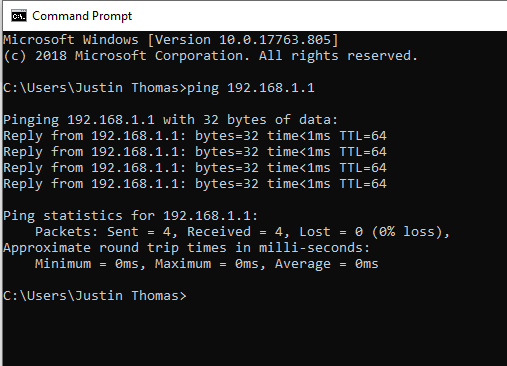 Command Prompt
Microsoft Windows [Version 10.0.17763.805]
(c) 2018 Microsoft Corporation. All rights reserved.
C:\Users\Justin Thomas>ping 192.168.1.1
Pinging 192.168.1.1 with 32 bytes of data:
Reply from 192.168.1.1: bytes=32 time<1ms TTL=64
Reply from 192.168.1.1: bytes=32 time<1ms TTL=64
Reply from 192.168.1.1: bytes=32 time<1ms TTL=64
Reply from 192.168.1.1: bytes=32 time<1ms TTL=64
Ping statistics for 192.168.1.1:
    Packets: Sent = 4, Received = 4, Lost = 0 (0% loss),
Approximate round trip times in milli-seconds:
    Minimum = 0ms, Maximum = 0ms, Average = 0ms
C:\Users\Justin Thomas>